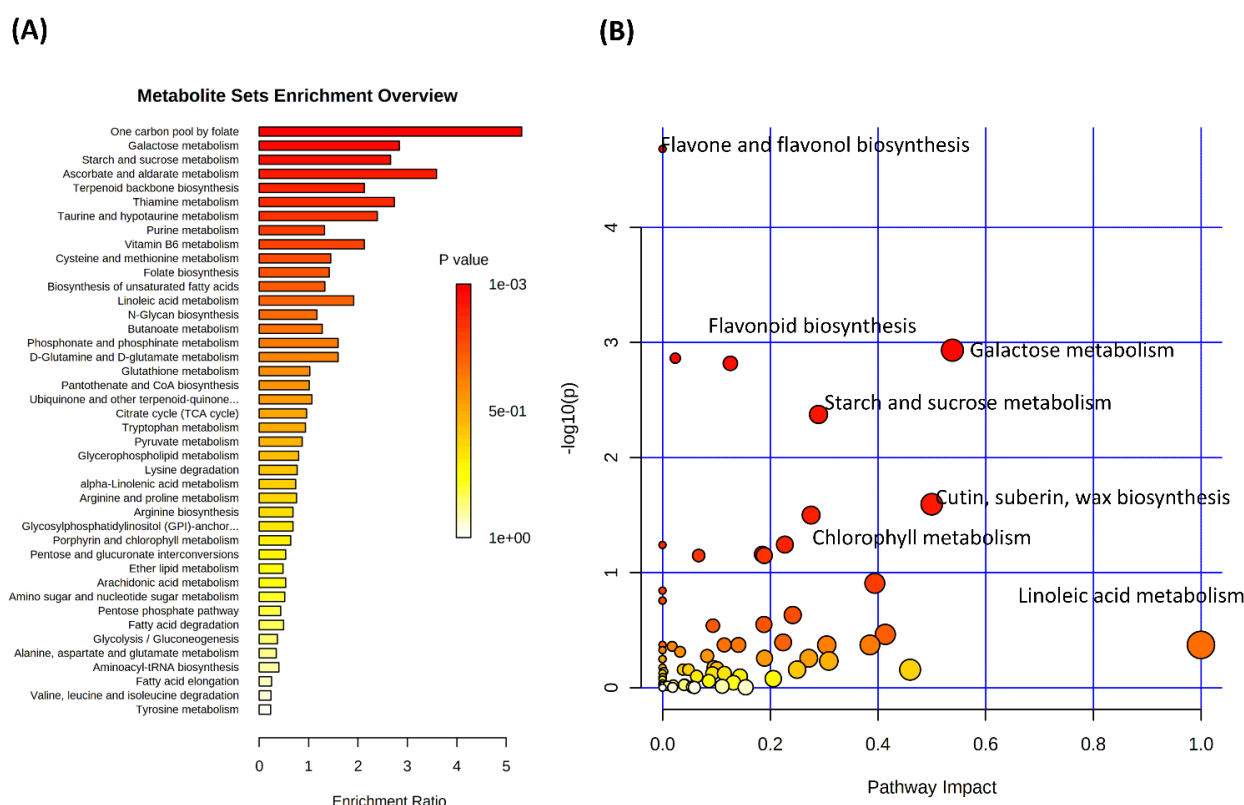 (A)
(B)
Metabolite Sets Enrichment Overview
One carbon pool by folate
Galactose metabolism
Starch and sucrose metabolism
Ascorbate and aldarate metabolism
Terpenoid backbone biosynthesis
Thiamine metabolism
Taurine and hypotaurine metabolism
Purine metabolism
Vitamin B6 metabolism
Cysteine and methionine metabolism
Folate biosynthesis
Biosynthesis of unsaturated fatty acids
Linoleic acid metabolism
N-Glycan biosynthesis
Butanoate metabolism
Phosphonate and phosphinate metabolism
D-Glutamine and D-glutamate metabolism
Glutathione metabolism
Pantothenate and CoA biosynthesis
Ubiquinone and other terpenoid-quinone...
Citrate cycle (TCA cycle)
Tryptophan metabolism
Pyruvate metabolism
Glycerophospholipid metabolism
Lysine degradation
alpha-Linolenic acid metabolism
Arginine and proline metabolism
Arginine biosynthesis
Glycosylphosphatidylinositol (GPI)-anchor...
Porphyrin and chlorophyll metabolism
Pentose and glucuronate interconversions
Ether lipid metabolism
Arachidonic acid metabolism
Amino sugar and nucleotide sugar metabolism
Pentose phosphate pathway
Fatty acid degradation
Glycolysis / Gluconeogenesis
Alanine, aspartate and glutamate metabolism
Aminoacyl-tRNA biosynthesis
Fatty acid elongation
Valine, leucine and isoleucine degradation
Tyrosine metabolism
0 1 2 3 4 5
Enrichment Ratio
P value
1e-03
5e-01
1e+00
Flavone and flavonol biosynthesis
Flavonoid biosynthesis
Galactose metabolism
Starch and sucrose metabolism
Cutin, suberin, wax biosynthesis
Chlorophyll metabolism
Linoleic acid metabolism
-log10(p)
4
3
2
1
0
0.0 0.2 0.4 0.6 0.8 1.0
Pathway Impact